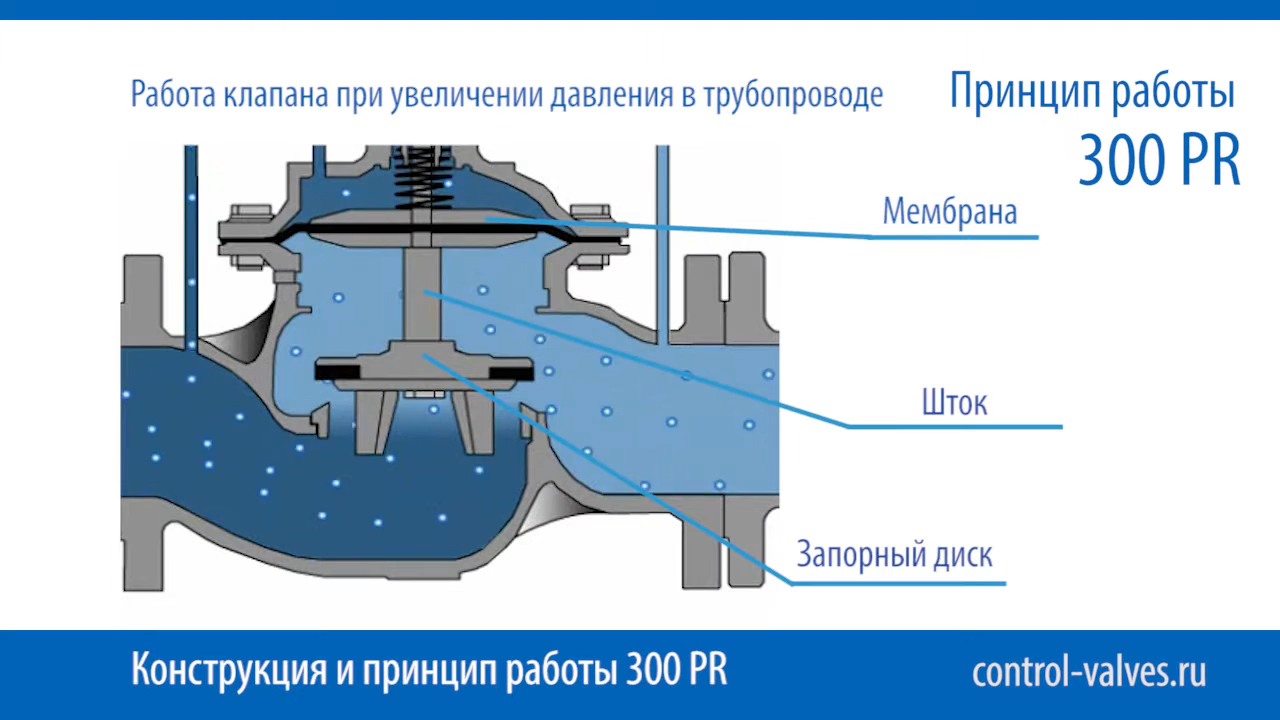 Работа клапана при увеличении давления в трубопроводе
Принцип работы
300 PR
Мембрана
Шток
Запорный диск
Конструкция и принцип работы 300 PR
control-valves.ru